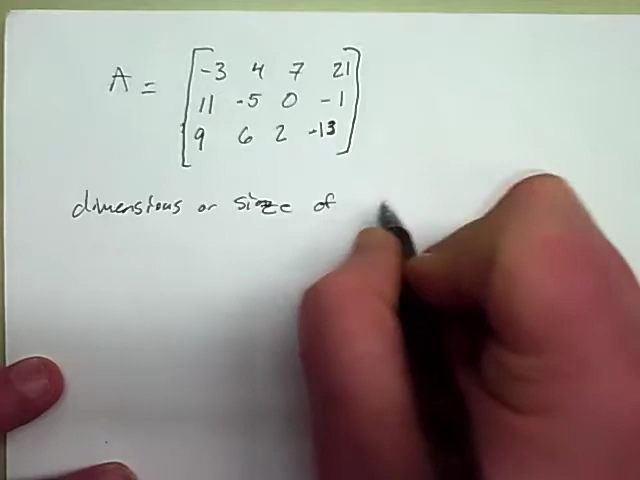 A = [ -3 4 7 21
11 -5 0 -1
9 6 2 -13 ]
dimensions or size of